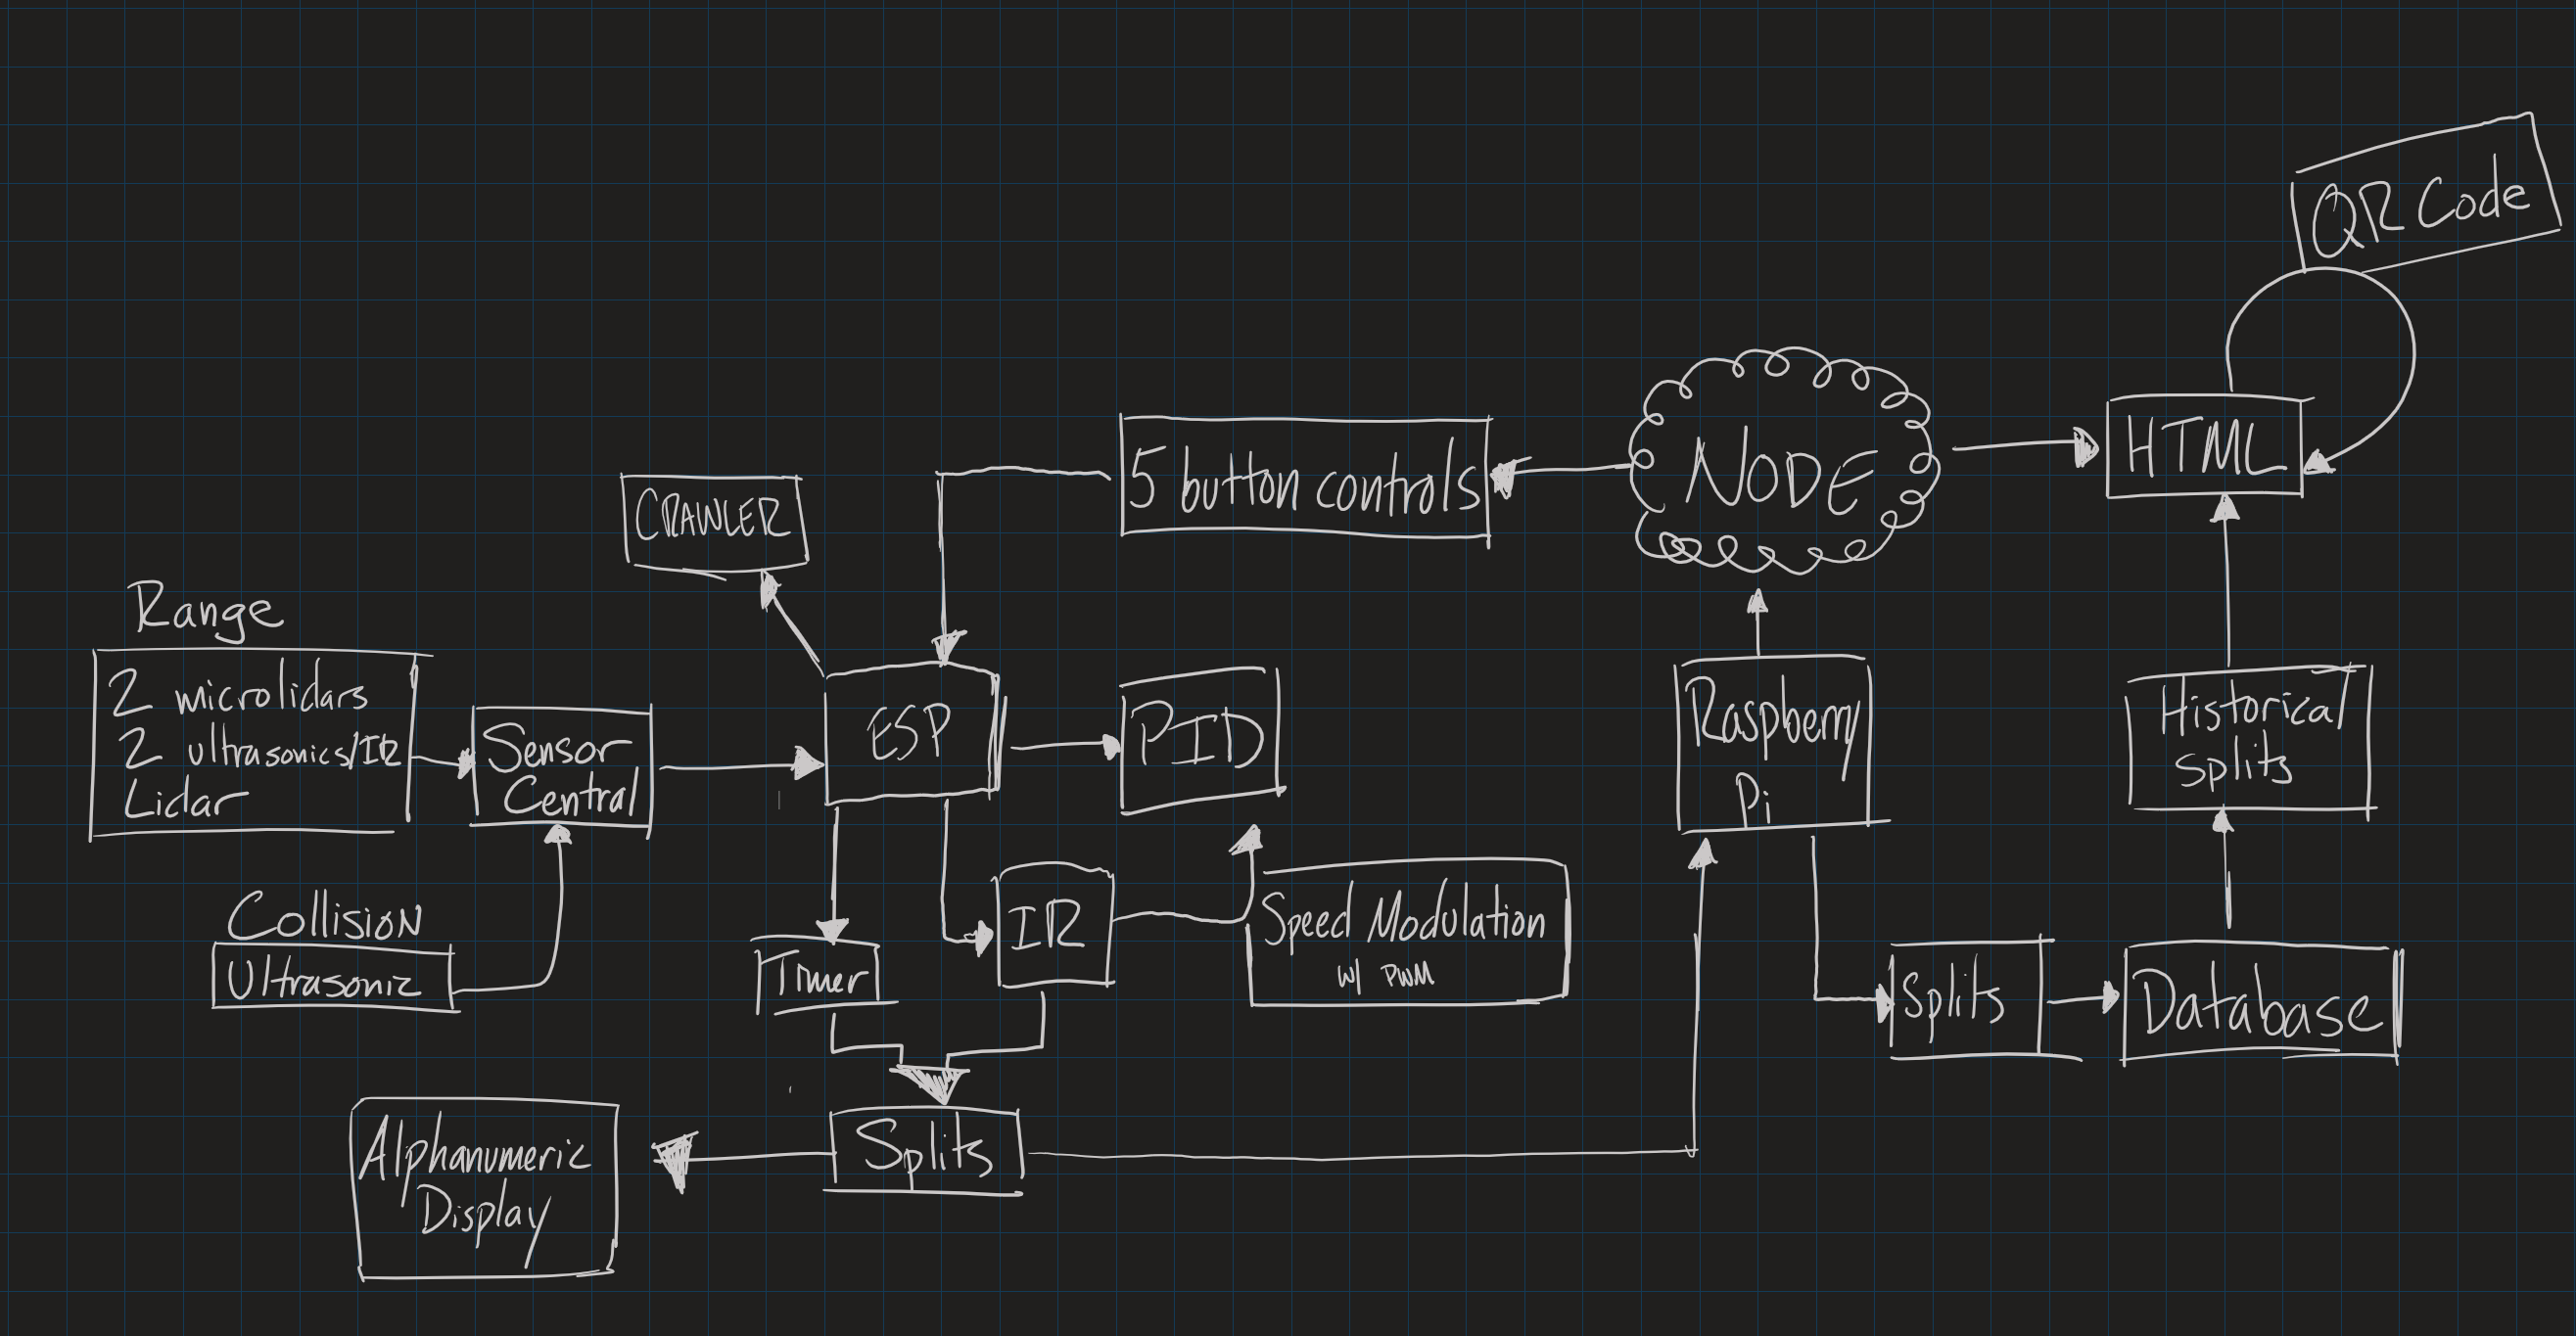 QR Code
5 button controls
NODE
HTML
CRAWLER
Range
2 microlidars
2 ultrasonics/IR
Lidar
Sensor
Central
ESP
PID
Raspberry
Pi
Historical
Splits
Collision
Ultrasonic
Timer
IR
Speed Modulation
w/ PWM
Splits
Database
Alphanumeric
Display
Splits